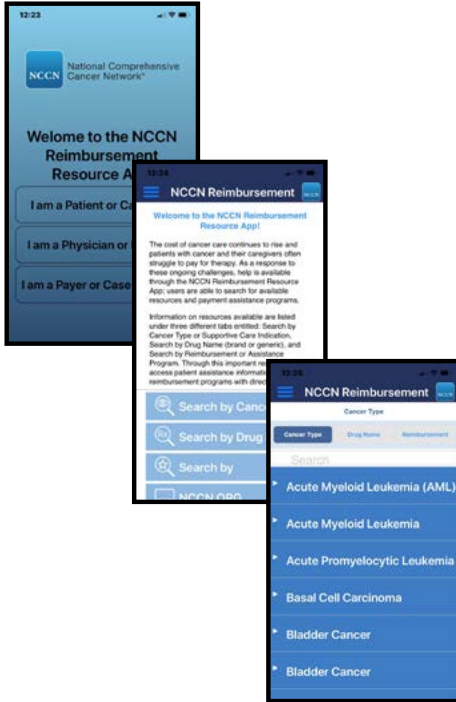 12:23
NCCN
National Comprehensive
Cancer Network®
Welome to the NCCN
Reimbursement
Resource A
I am a Patient or Ca
I am a Physician or
I am a Payer or Case
12:24
NCCN Reimbursement
Welcome to the NCCN Reimbursement
Resource App!
The cost of cancer care continues to rise and
patients with cancer and their caregivers often
struggle to pay for therapy. As a response to
these ongoing challenges, help is available
through the NCCN Reimbursement Resource
App; users are able to search for available
resources and payment assistance programs.
Information on resources available are listed
under three different tabs entitled: Search by
Cancer Type or Supportive Care Indication,
Search by Drug Name (brand or generic), and
Search by Reimbursement or Assistance
Program. Through this important re
access patient assistance informati
reimbursement programs with direc
Search by Canc
Search by Drug
Search by
NCCN.ORG
NCCN Reimbursement
Cancer Type
Cancer Type Drug Name Reimbursement
Search
Acute Myeloid Leukemia (AML)
Acute Myeloid Leukemia
Acute Promyelocytic Leukemia
Basal Cell Carcinoma
Bladder Cancer
Bladder Cancer